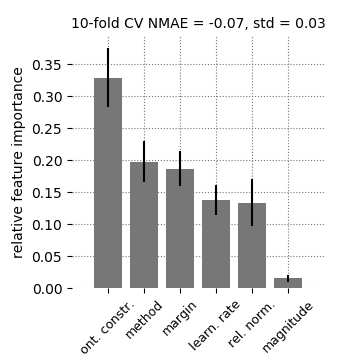 10-fold CV NMAE = -0.07, std = 0.03
relative feature importance
0.35
0.30
0.25
0.20
0.15
0.10
0.05
0.00
ont. constr.
method
margin
learn. rate
rel. norm.
magnitude